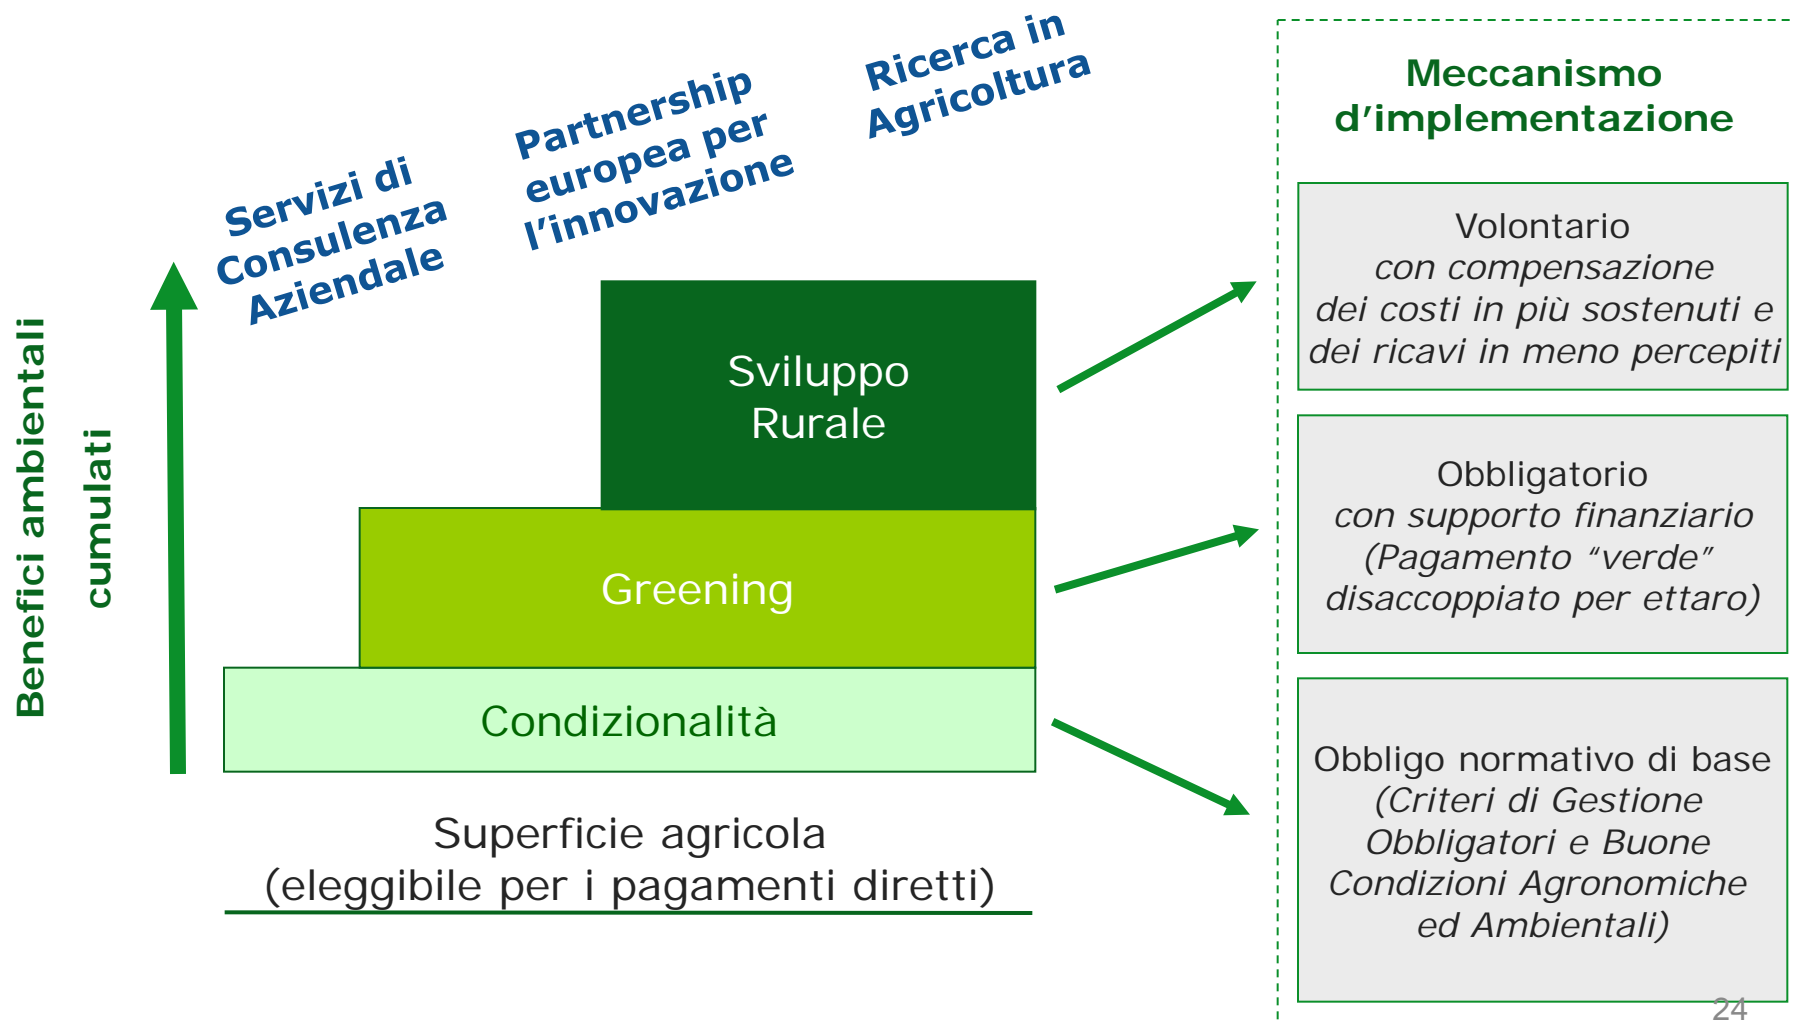 Servizi di
Consulenza
Aziendale
Partnership
europea per
l’innovazione
Ricerca in
Agricoltura
Benefici ambientali
cumulati
Sviluppo
Rurale
Greening
Condizionalità
Superficie agricola
(eleggibile per i pagamenti diretti)
Meccanismo
d’implementazione
Volontario
con compensazione
dei costi in più sostenuti e
dei ricavi in meno percepiti
Obbligatorio
con supporto finanziario
(Pagamento “verde”
disaccoppiato per ettaro)
Obbligo normativo di base
(Criteri di Gestione
Obbligatori e Buone
Condizioni Agronomiche
ed Ambientali)
24